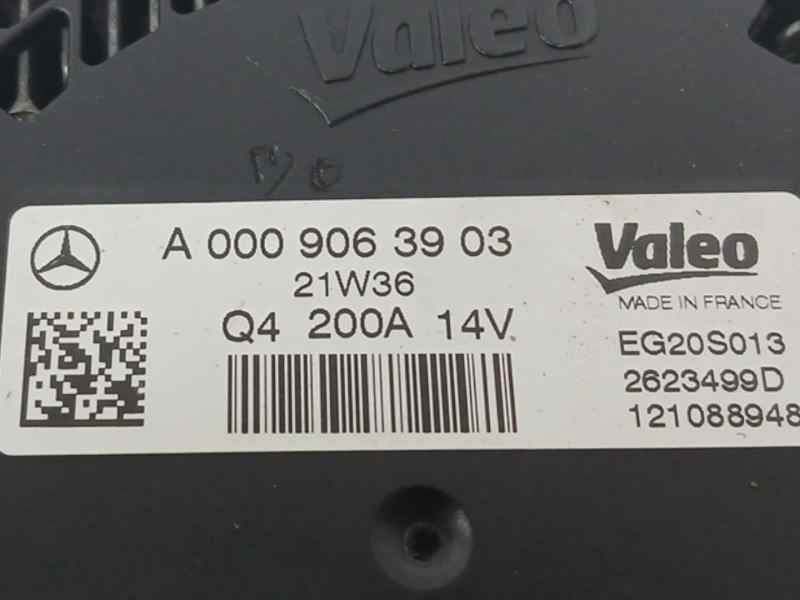 Valeo
A 000 906 39 03
21W36
Q4 200A 14V
Valeo
MADE IN FRANCE
EG20S013
2623499D
121088948